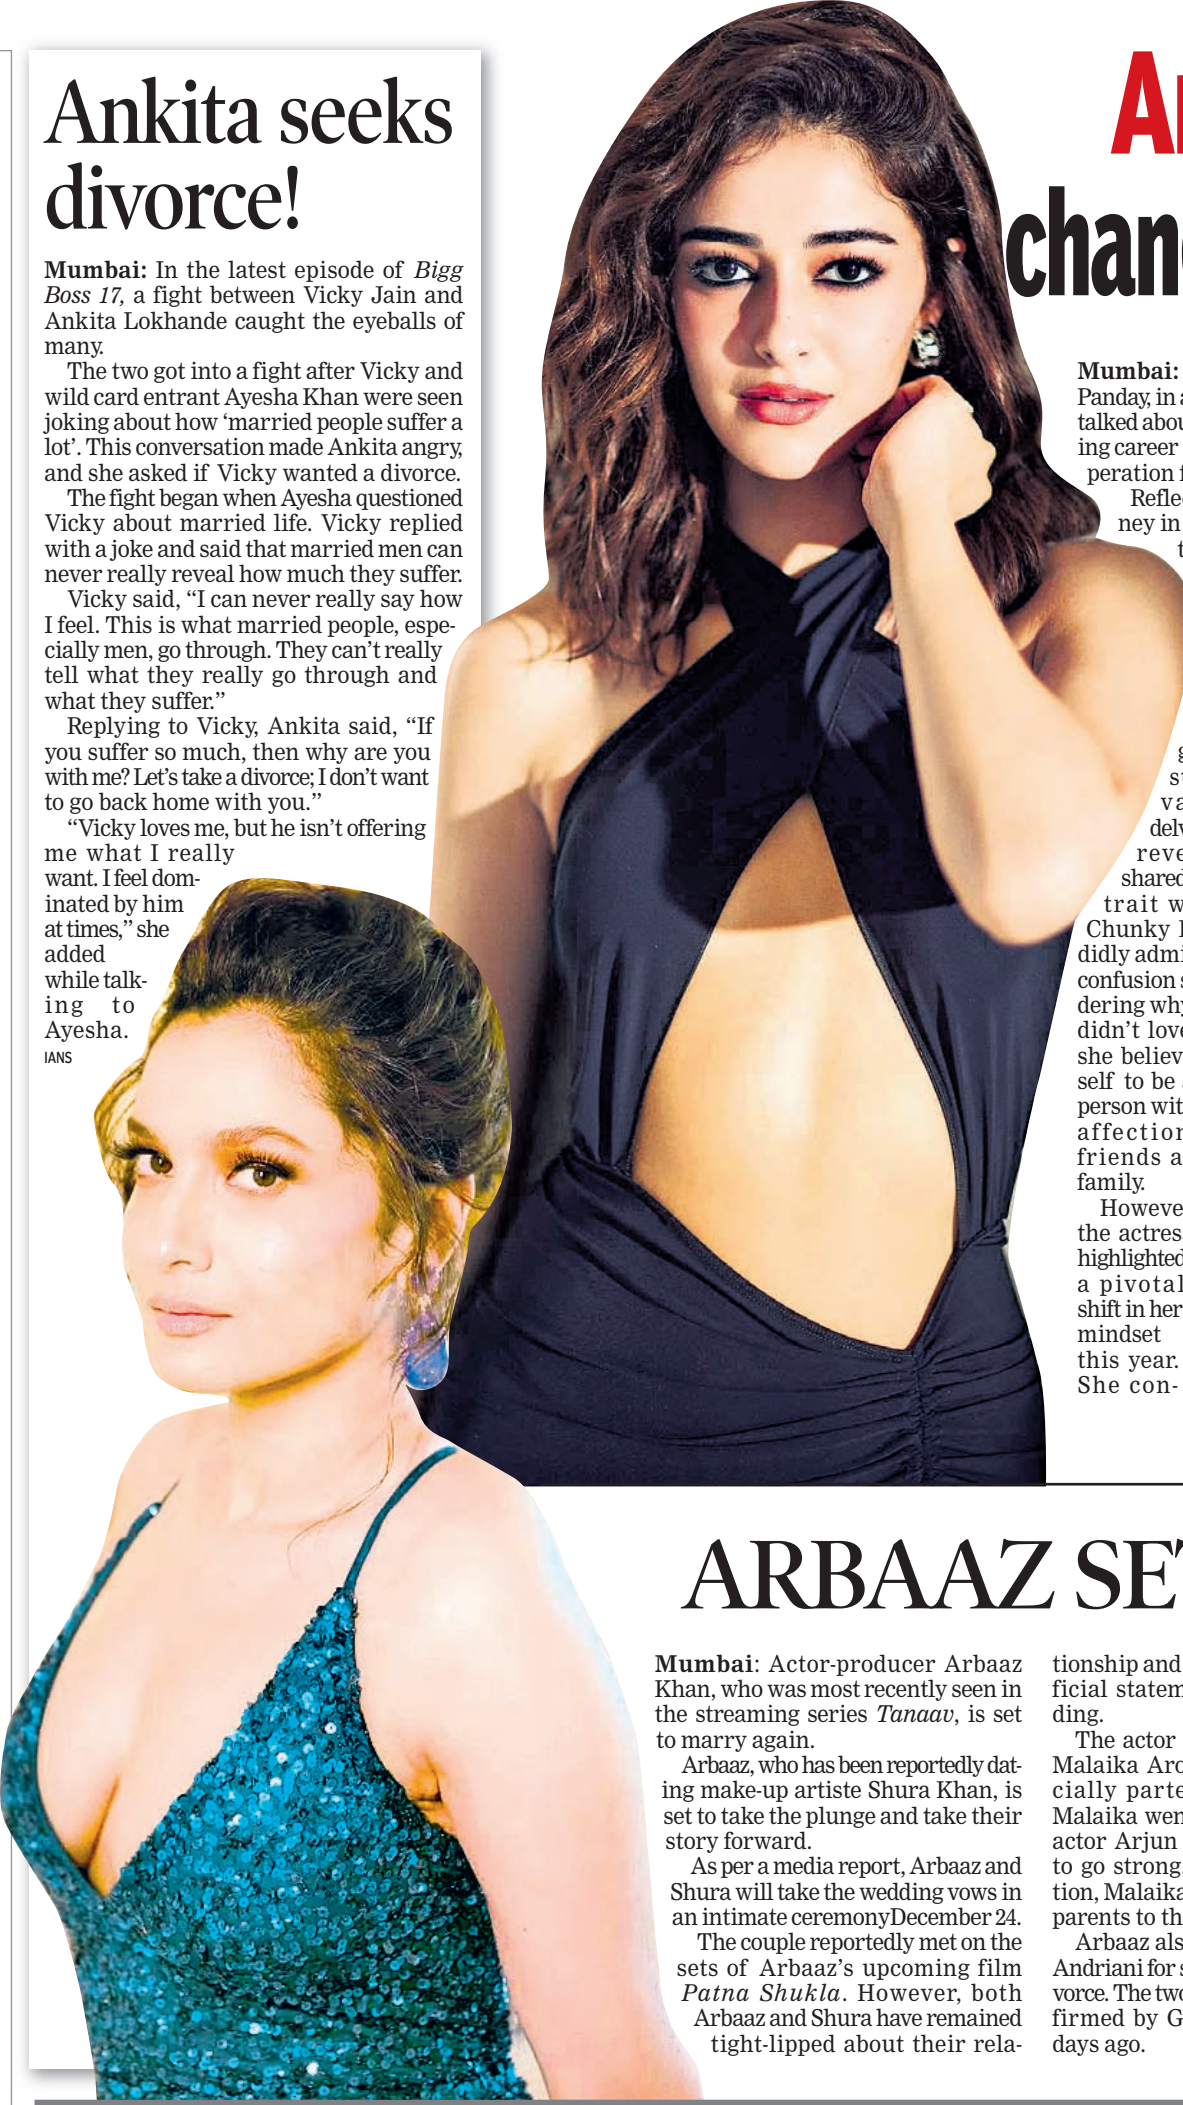 Ankita seeks
divorce!
Mumbai: In the latest episode of Bigg
Boss 17, a fight between Vicky Jain and
Ankita Lokhande caught the eyeballs of
many.
The two got into a fight after Vicky and
wild card entrant Ayesha Khan were seen
joking about how ‘married people suffer a
lot’. This conversation made Ankita angry,
and she asked if Vicky wanted a divorce.
The fight began when Ayesha questioned
Vicky about married life. Vicky replied
with a joke and said that married men can
never really reveal how much they suffer.
Vicky said, “I can never really say how
I feel. This is what married people, espe-
cially men, go through. They can’t really
tell what they really go through and
what they suffer.”
Replying to Vicky, Ankita said, “If
you suffer so much, then why are you
with me? Let’s take a divorce; I don’t want
to go back home with you.”
“Vicky loves me, but he isn’t offering
me what I really
want. I feel dom-
inated by him
at times,” she
added
while talk-
ing to
Ayesha.
IANS
chan
Mumbai:
Panday, in a
talked abou
ing career
peration f
Refle
ney in
t
g
su
va
delv
reve
shared
trait w
Chunky
didly admi
confusion s
dering why
didn’t love
she believ
self to be
person wit
affection
friends a
family.
Howeve
the actres
highlighted
a pivotal
shift in her
mindset
this year.
She con-
ARBAAZ SE
Mumbai: Actor-producer Arbaaz
Khan, who was most recently seen in
the streaming series Tanaav, is set
to marry again.
Arbaaz, who has been reportedly dat-
ing make-up artiste Shura Khan, is
set to take the plunge and take their
story forward.
As per a media report, Arbaaz and
Shura will take the wedding vows in
an intimate ceremonyDecember 24.
The couple reportedly met on the
sets of Arbaaz’s upcoming film
Patna Shukla. However, both
Arbaaz and Shura have remained
tight-lipped about their rela-
tionship and
ficial statem
ding.
The actor
Malaika Aro
cially parte
Malaika wen
actor Arjun
to go strong.
tion, Malaika
parents to th
Arbaaz als
Andriani for s
vorce. The two
firmed by G
days ago.